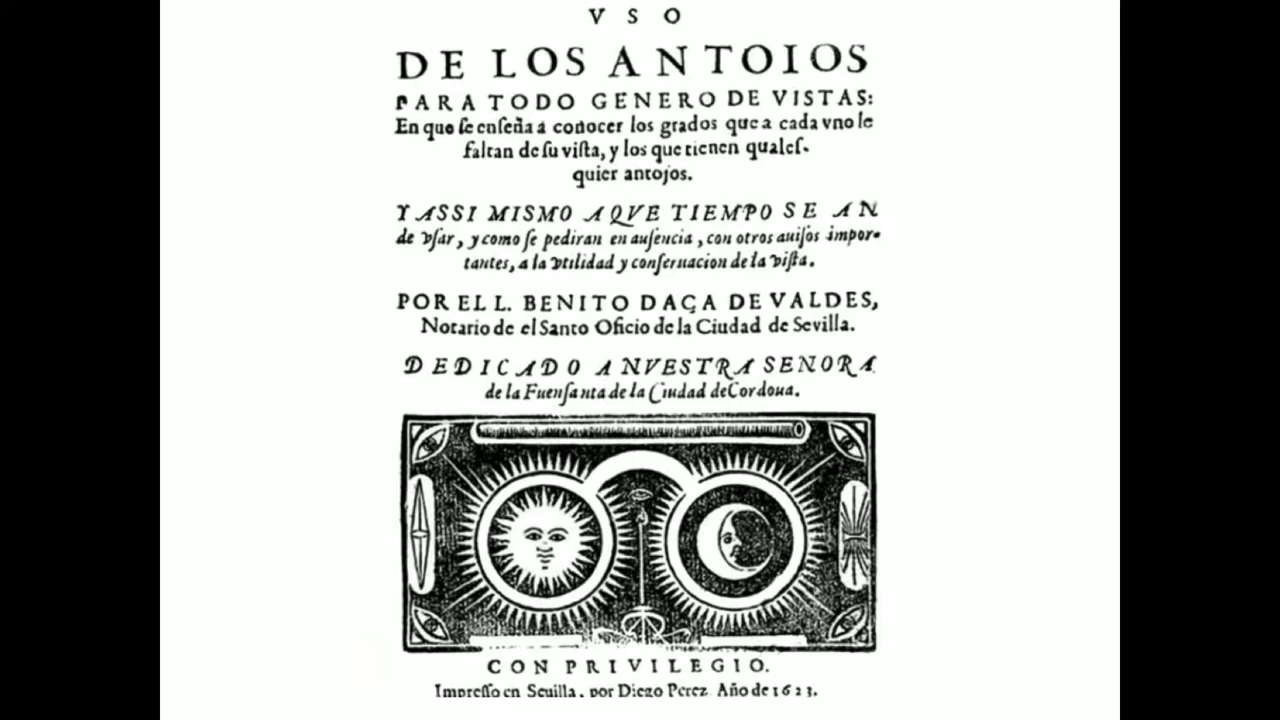 VSO
DE LOS ANTOIOS
PARA TODO GENERO DE VISTAS:
En que ſe enſeña a conocer los grados que a cada vno le
faltan de ſu viſta, y los que tienen qualeſ-
quier antojos.
Y ASSI MISMO A QVE TIEMPO SE AN
de vſar, y como ſe pediran en auſencia, con otros auiſos impor-
tantes, a la vtilidad y conſeruacion de la viſta.
POR EL L. BENITO DAÇA DE VALDES,
Notario de el Santo Oficio de la Ciudad de Sevilla.
DEDICADO A NVESTRA SENORA
de la Fuenſanta de la Ciudad de Cordoua.
CON PRIVILEGIO.
Impreſſo en Seuilla, por Diego Perez. Año de 1623.